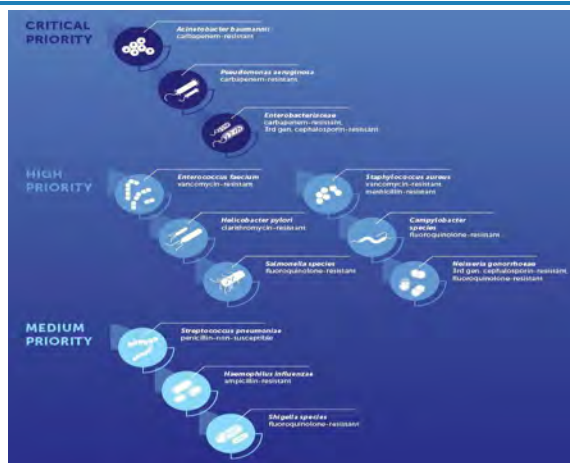 CRITICAL
PRIORITY
Acinetobacter baumannii
carbapenem-resistant
Pseudomonas aeruginosa
carbapenem-resistant
Enterobacteriaceae
carbapenem-resistant,
3rd gen. cephalosporin-resistant
HIGH
PRIORITY
Enterococcus faecium
vancomycin-resistant
Helicobacter pylori
clarithromycin-resistant
Salmonella species
fluoroquinolone-resistant
Staphylococcus aureus
vancomycin-resistant
methicillin-resistant
Campylobacter
species
fluoroquinolone-resistant
Neisseria gonorrhoeae
3rd gen. cephalosporin-resistant,
fluoroquinolone-resistant
MEDIUM
PRIORITY
Streptococcus pneumoniae
penicillin-non-susceptible
Haemophilus influenzae
ampicillin-resistant
Shigella species
fluoroquinolone-resistant